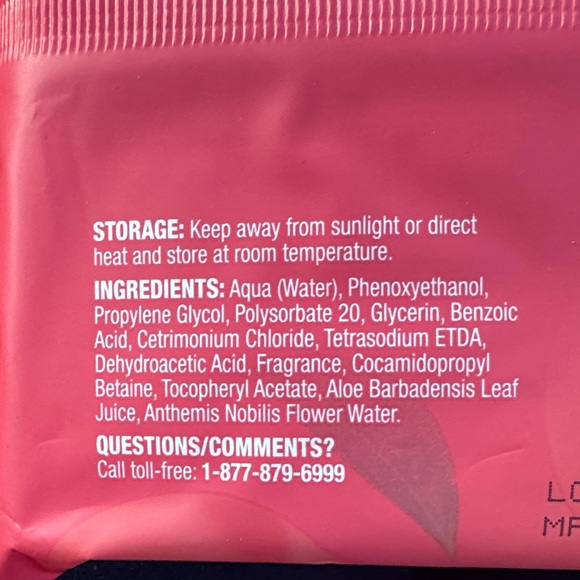 STORAGE: Keep away from sunlight or direct
heat and store at room temperature.
INGREDIENTS: Aqua (Water), Phenoxyethanol,
Propylene Glycol, Polysorbate 20, Glycerin, Benzoic
Acid, Cetrimonium Chloride, Tetrasodium ETDA,
Dehydroacetic Acid, Fragrance, Cocamidopropyl
Betaine, Tocopheryl Acetate, Aloe Barbadensis Leaf
Juice, Anthemis Nobilis Flower Water.
QUESTIONS/COMMENTS?
Call toll-free: 1-877-879-6999